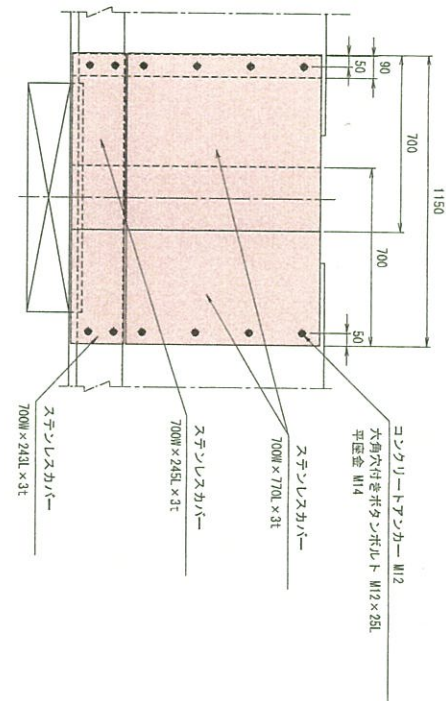 1150
700
90
50
700
50
コンクリートアンカー M12
六角穴付きボタンボルト M12×25L
平座金 M14
ステンレスカバー
700W×770L×3t
ステンレスカバー
700W×245L×3t
ステンレスカバー
700W×243L×3t